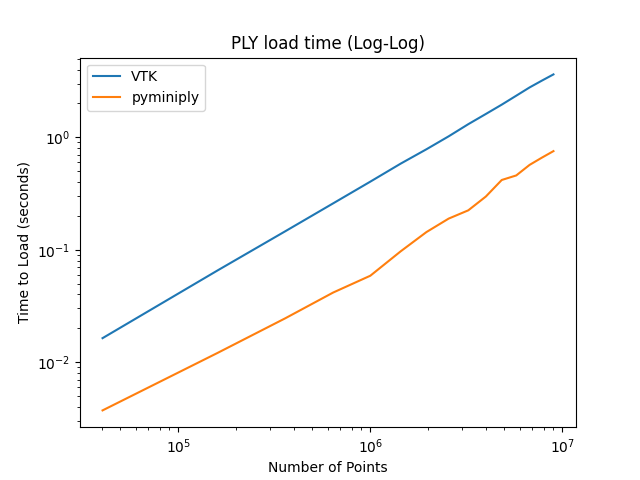 PLY load time (Log-Log)
VTK
pyminiply
Time to Load (seconds)
10⁰
10⁻¹
10⁻²
10⁵
10⁶
10⁷
Number of Points